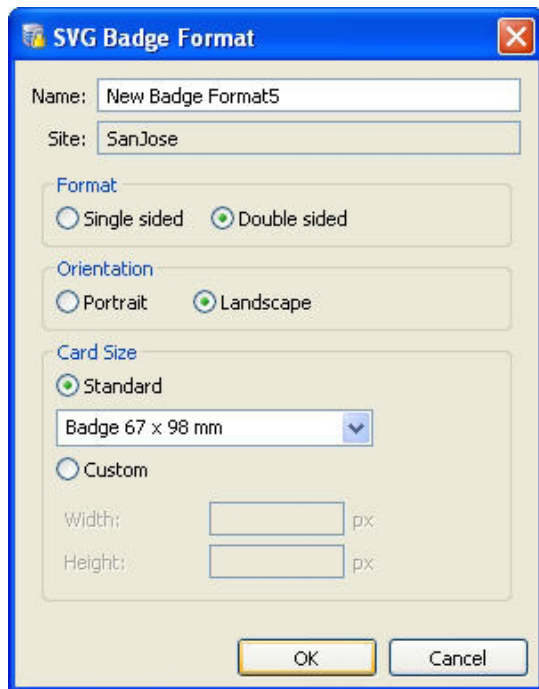 SVG Badge Format
Name: New Badge Format5
Site: SanJose
Format
Single sided Double sided
Orientation
Portrait Landscape
Card Size
Standard
Badge 67 x 98 mm
Custom
Width: px
Height: px
OK Cancel